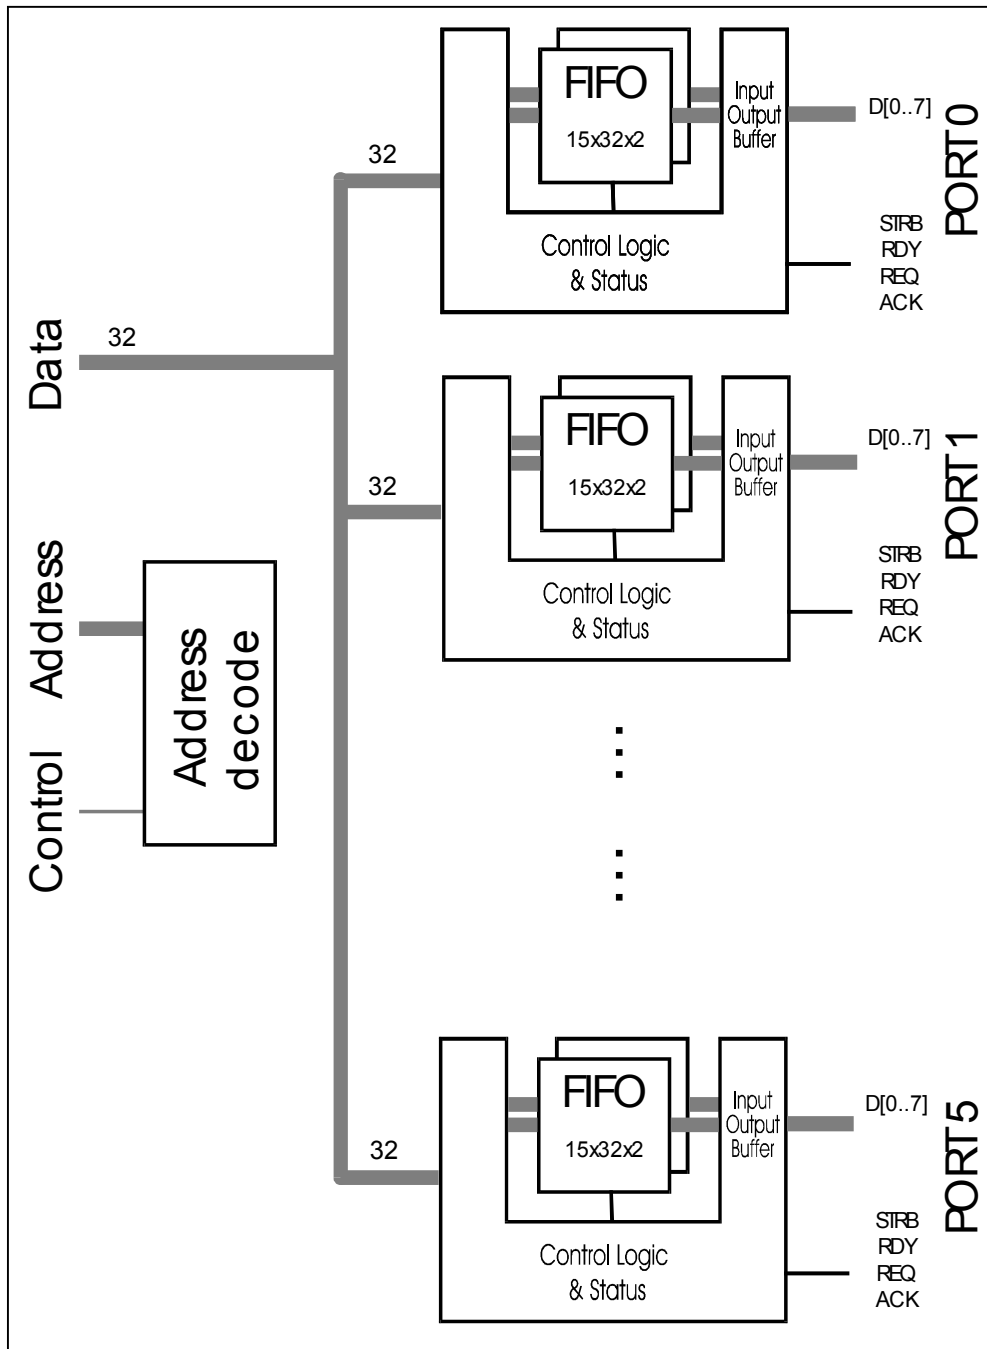 Data
32
Address
Control
Address
decode
32
FIFO
15x32x2
Input
Output
Buffer
Control Logic
& Status
D[0..7]
STRB
RDY
REQ
ACK
PORT 0
32
FIFO
15x32x2
Input
Output
Buffer
Control Logic
& Status
D[0..7]
STRB
RDY
REQ
ACK
PORT 1
32
FIFO
15x32x2
Input
Output
Buffer
Control Logic
& Status
D[0..7]
STRB
RDY
REQ
ACK
PORT 5